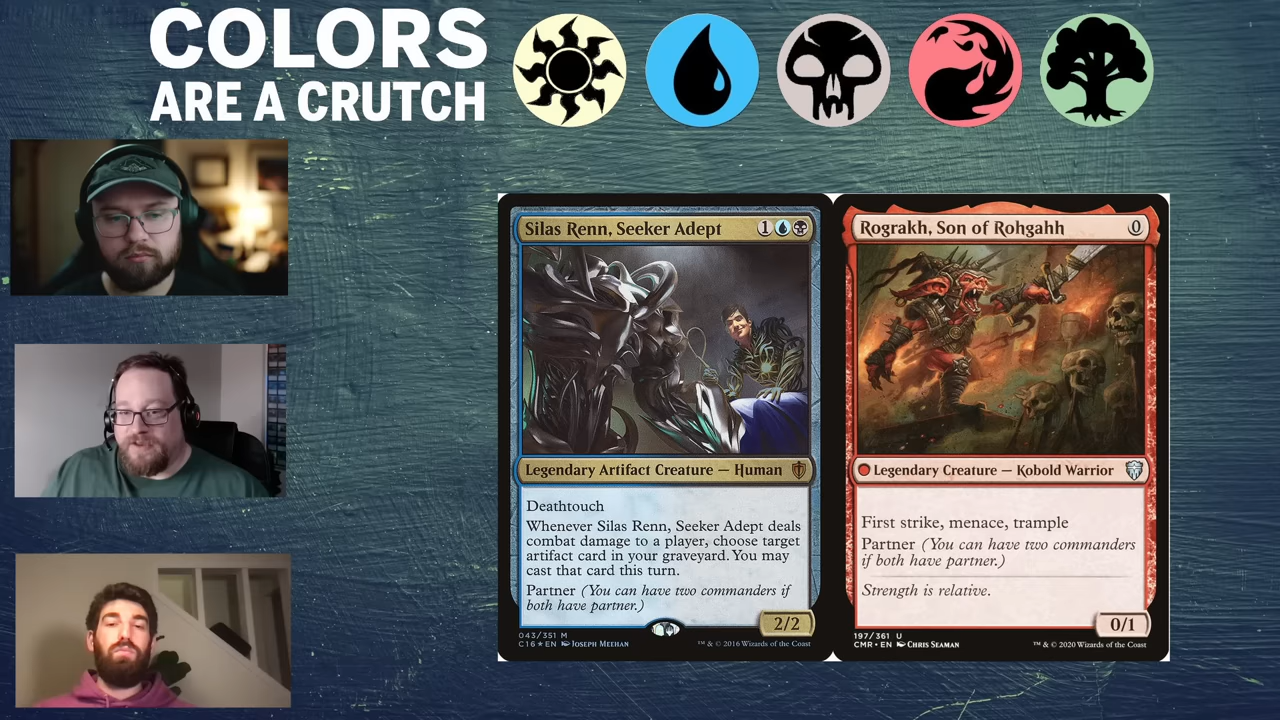 COLORS
ARE A CRUTCH
Silas Renn, Seeker Adept 1
Legendary Artifact Creature — Human
Deathtouch
Whenever Silas Renn, Seeker Adept deals
combat damage to a player, choose target
artifact card in your graveyard. You may
cast that card this turn.
Partner (You can have two commanders if
both have partner.)
2/2
043/351 M
C16 ★ EN Joseph Meehan
™ & © 2016 Wizards of the Coast
Rograkh, Son of Rohgahh 0
Legendary Creature — Kobold Warrior
First strike, menace, trample
Partner (You can have two commanders
if both have partner.)
Strength is relative.
0/1
197/361 U
CMR • EN Chris Seaman
™ & © 2020 Wizards of the Coast